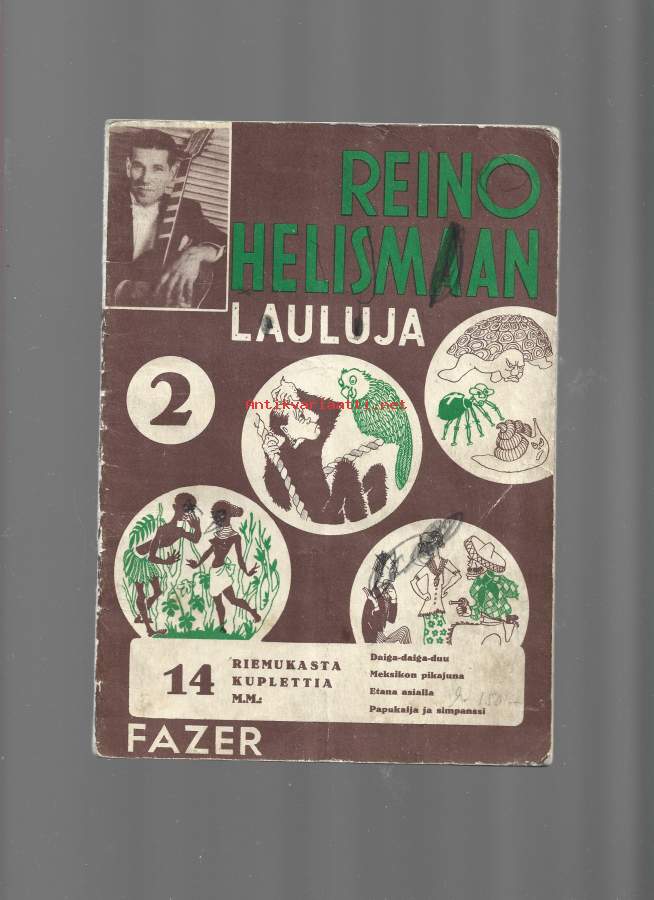 REINO
HELISMAAN
LAULUJA
2
Antikvariaatti.net
14 RIEMUKASTA
KUPLETTIA
M.M.:
Daiga-daiga-duu
Meksikon pikajuna
Etana asialla
Papukaija ja simpanssi
FAZER